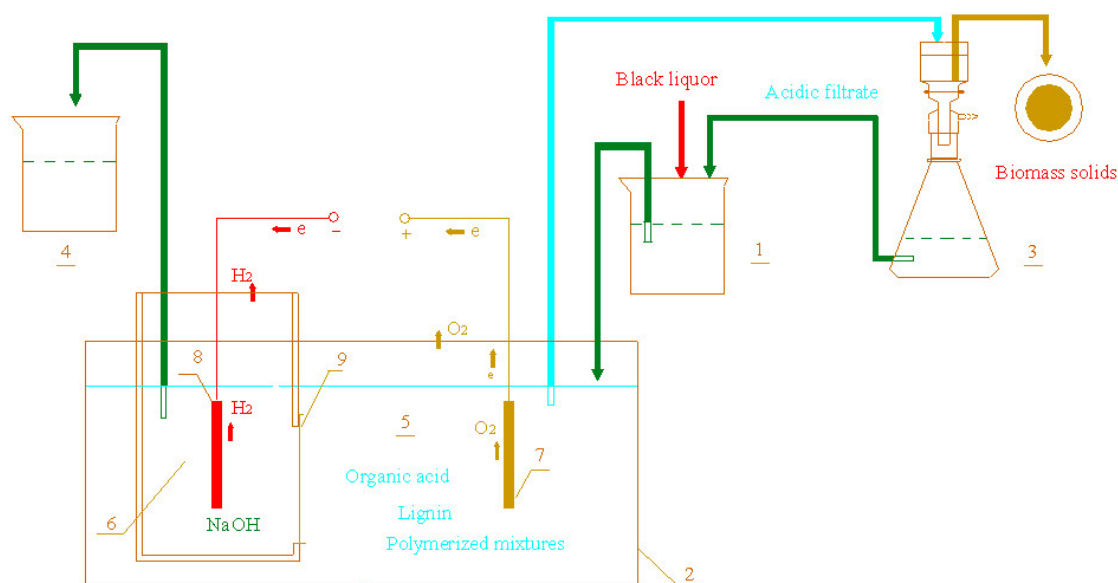 Black liquor
Acidic filtrate
Biomass solids
4
e
−
+
e
1
3
H2
O2
8
9
e
H2
5
O2
7
Organic acid
6
NaOH
Lignin
Polymerized mixtures
2